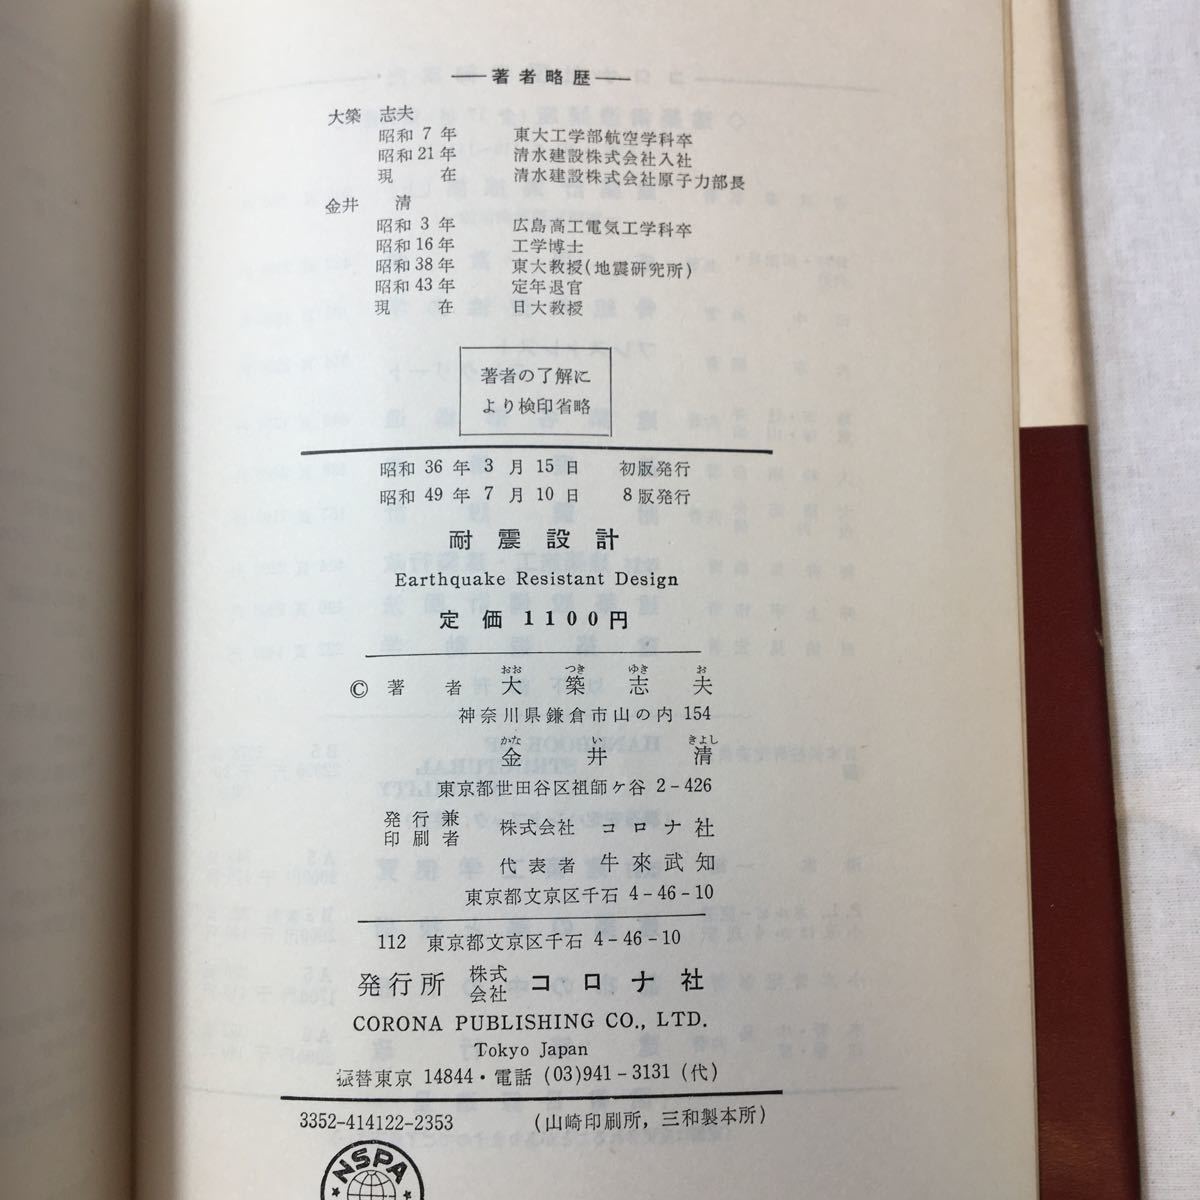 著者略歴
大築 志夫
昭和 7 年 東大工学部航空学科卒
昭和21年 清水建設株式会社入社
現 在 清水建設株式会社原子力部長
金井 清
昭和 3 年 広島高工電気工学科卒
昭和16年 工学博士
昭和38年 東大教授(地震研究所)
昭和43年 定年退官
現 在 日大教授
著者の了解に
より検印省略
昭和 36 年 3 月 15 日 初版発行
昭和 49 年 7 月 10 日 8 版発行
耐震設計
Earthquake Resistant Design
定価 1100円
おお つき ゆき お
© 著者 大築志夫
神奈川県鎌倉市山の内 154
かな い きよし
金井清
東京都世田谷区祖師ヶ谷 2-426
発行兼
印刷者 株式会社 コロナ社
代表者 牛來武知
東京都文京区千石 4-46-10
112 東京都文京区千石 4-46-10
発行所 株式会社 コロナ社
CORONA PUBLISHING CO., LTD.
Tokyo Japan
振替東京 14844・電話 (03)941-3131 (代)
3352-414122-2353 (山崎印刷所, 三和製本所)
NSPA